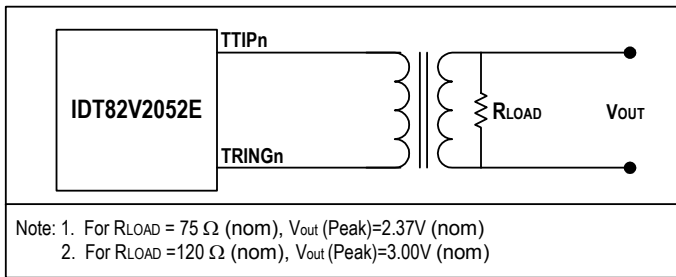 TTIPn
IDT82V2052E
RLOAD
VOUT
TRINGn
Note: 1. For RLOAD = 75 Ω (nom), Vout (Peak)=2.37V (nom)
2. For RLOAD =120 Ω (nom), Vout (Peak)=3.00V (nom)